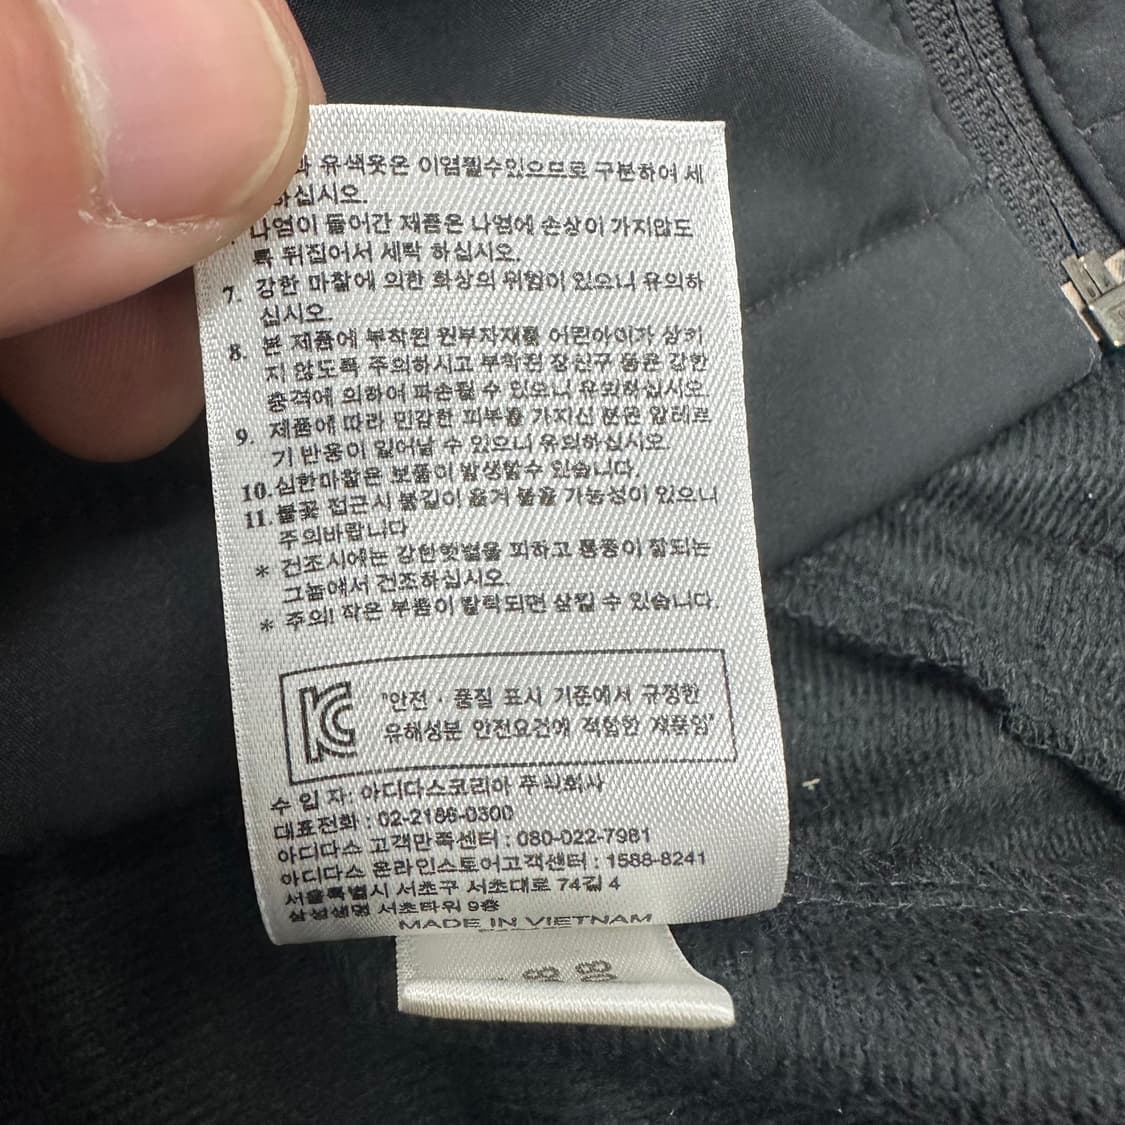 유색옷은 이염될수있으므로 구분하여 세
하십시오.
나염이 들어간 제품은 나염에 손상이 가지않도
록 뒤집어서 세탁 하십시오.
7. 강한 마찰에 의한 화상의 위험이 있으니 유의하
십시오.
8. 본 제품에 부착된 원부자재를 어린아이가 삼키
지 않도록 주의하시고 부착된 장신구 등은 강한
충격에 의하여 파손될 수 있으니 유의하십시오.
9. 제품에 따라 민감한 피부를 가지신 분은 알레르
기 반응이 일어날 수 있으니 유의하십시오.
10.심한마찰은 보풀이 발생할수 있습니다.
11.불꽃 접근시 불길이 옮겨 붙을 가능성이 있으니
주의바랍니다
* 건조시에는 강한햇볕을 피하고 통풍이 잘되는
그늘에서 건조하십시오.
* 주의! 작은 부품이 탈락되면 삼킬 수 있습니다.
"안전 · 품질 표시 기준에서 규정한
유해성분 안전요건에 적합한 제품임"
수 입 자: 아디다스코리아 주식회사
대표전화 : 02-2186-0300
아디다스 고객만족센터 : 080-022-7981
아디다스 온라인스토어고객센터 : 1588-8241
서울특별시 서초구 서초대로 74길 4
삼성생명 서초타워 9층
MADE IN VIETNAM